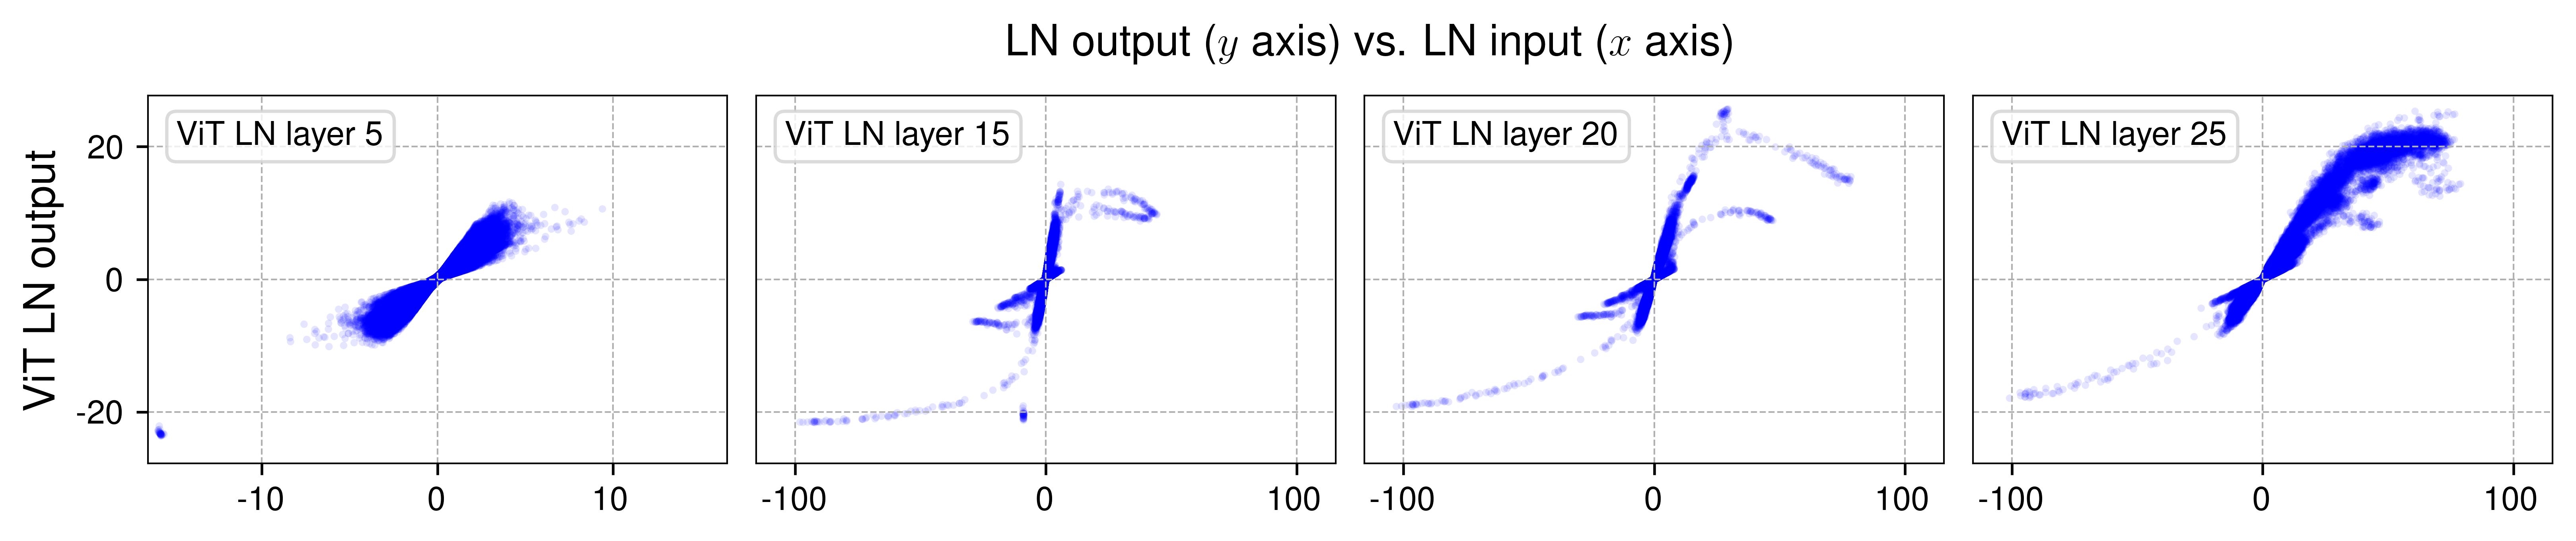 LN output (y axis) vs. LN input (x axis)
ViT LN output
20
0
-20
ViT LN layer 5
-10 0 10
ViT LN layer 15
-100 0 100
ViT LN layer 20
-100 0 100
ViT LN layer 25
-100 0 100